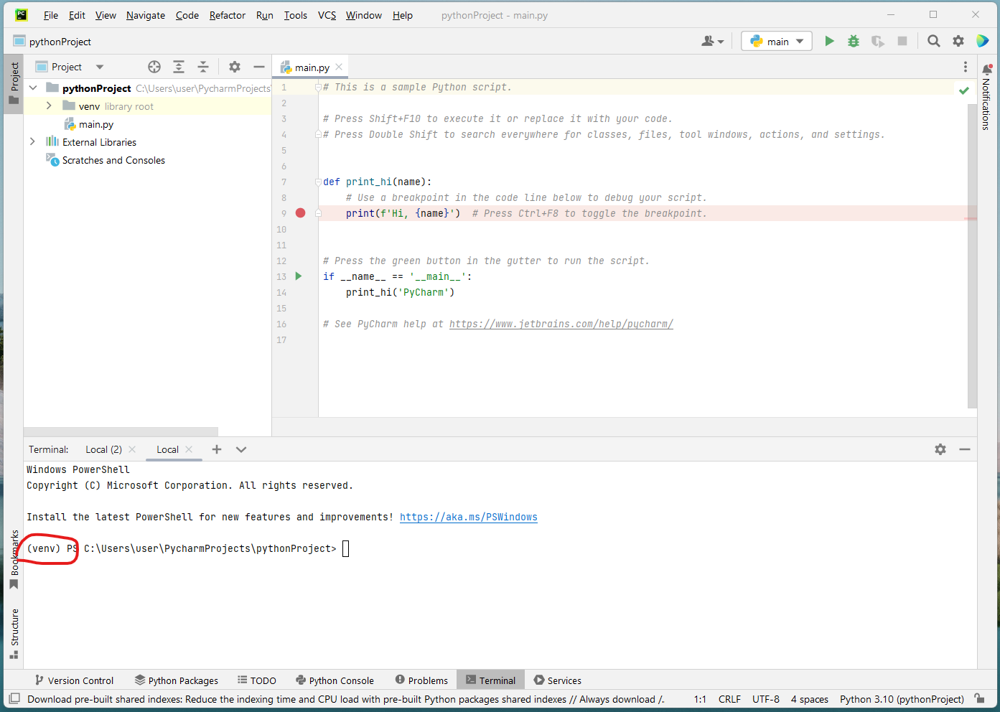 PC File Edit View Navigate Code Refactor Run Tools VCS Window Help pythonProject - main.py
pythonProject main
Project
Project main.py
pythonProject C:\Users\user\PycharmProjects
venv library root
main.py
External Libraries
Scratches and Consoles
1 # This is a sample Python script.
2
3 # Press Shift+F10 to execute it or replace it with your code.
4 # Press Double Shift to search everywhere for classes, files, tool windows, actions, and settings.
5
6
7 def print_hi(name):
8 # Use a breakpoint in the code line below to debug your script.
9 print(f'Hi, {name}') # Press Ctrl+F8 to toggle the breakpoint.
10
11
12 # Press the green button in the gutter to run the script.
13 if __name__ == '__main__':
14 print_hi('PyCharm')
15
16 # See PyCharm help at https://www.jetbrains.com/help/pycharm/
17
Notifications
Terminal: Local (2) Local
Windows PowerShell
Copyright (C) Microsoft Corporation. All rights reserved.
Install the latest PowerShell for new features and improvements! https://aka.ms/PSWindows
(venv) PS C:\Users\user\PycharmProjects\pythonProject>
Bookmarks
Structure
Version Control Python Packages TODO Python Console Problems Terminal Services
Download pre-built shared indexes: Reduce the indexing time and CPU load with pre-built Python packages shared indexes // Always download /. 1:1 CRLF UTF-8 4 spaces Python 3.10 (pythonProject)